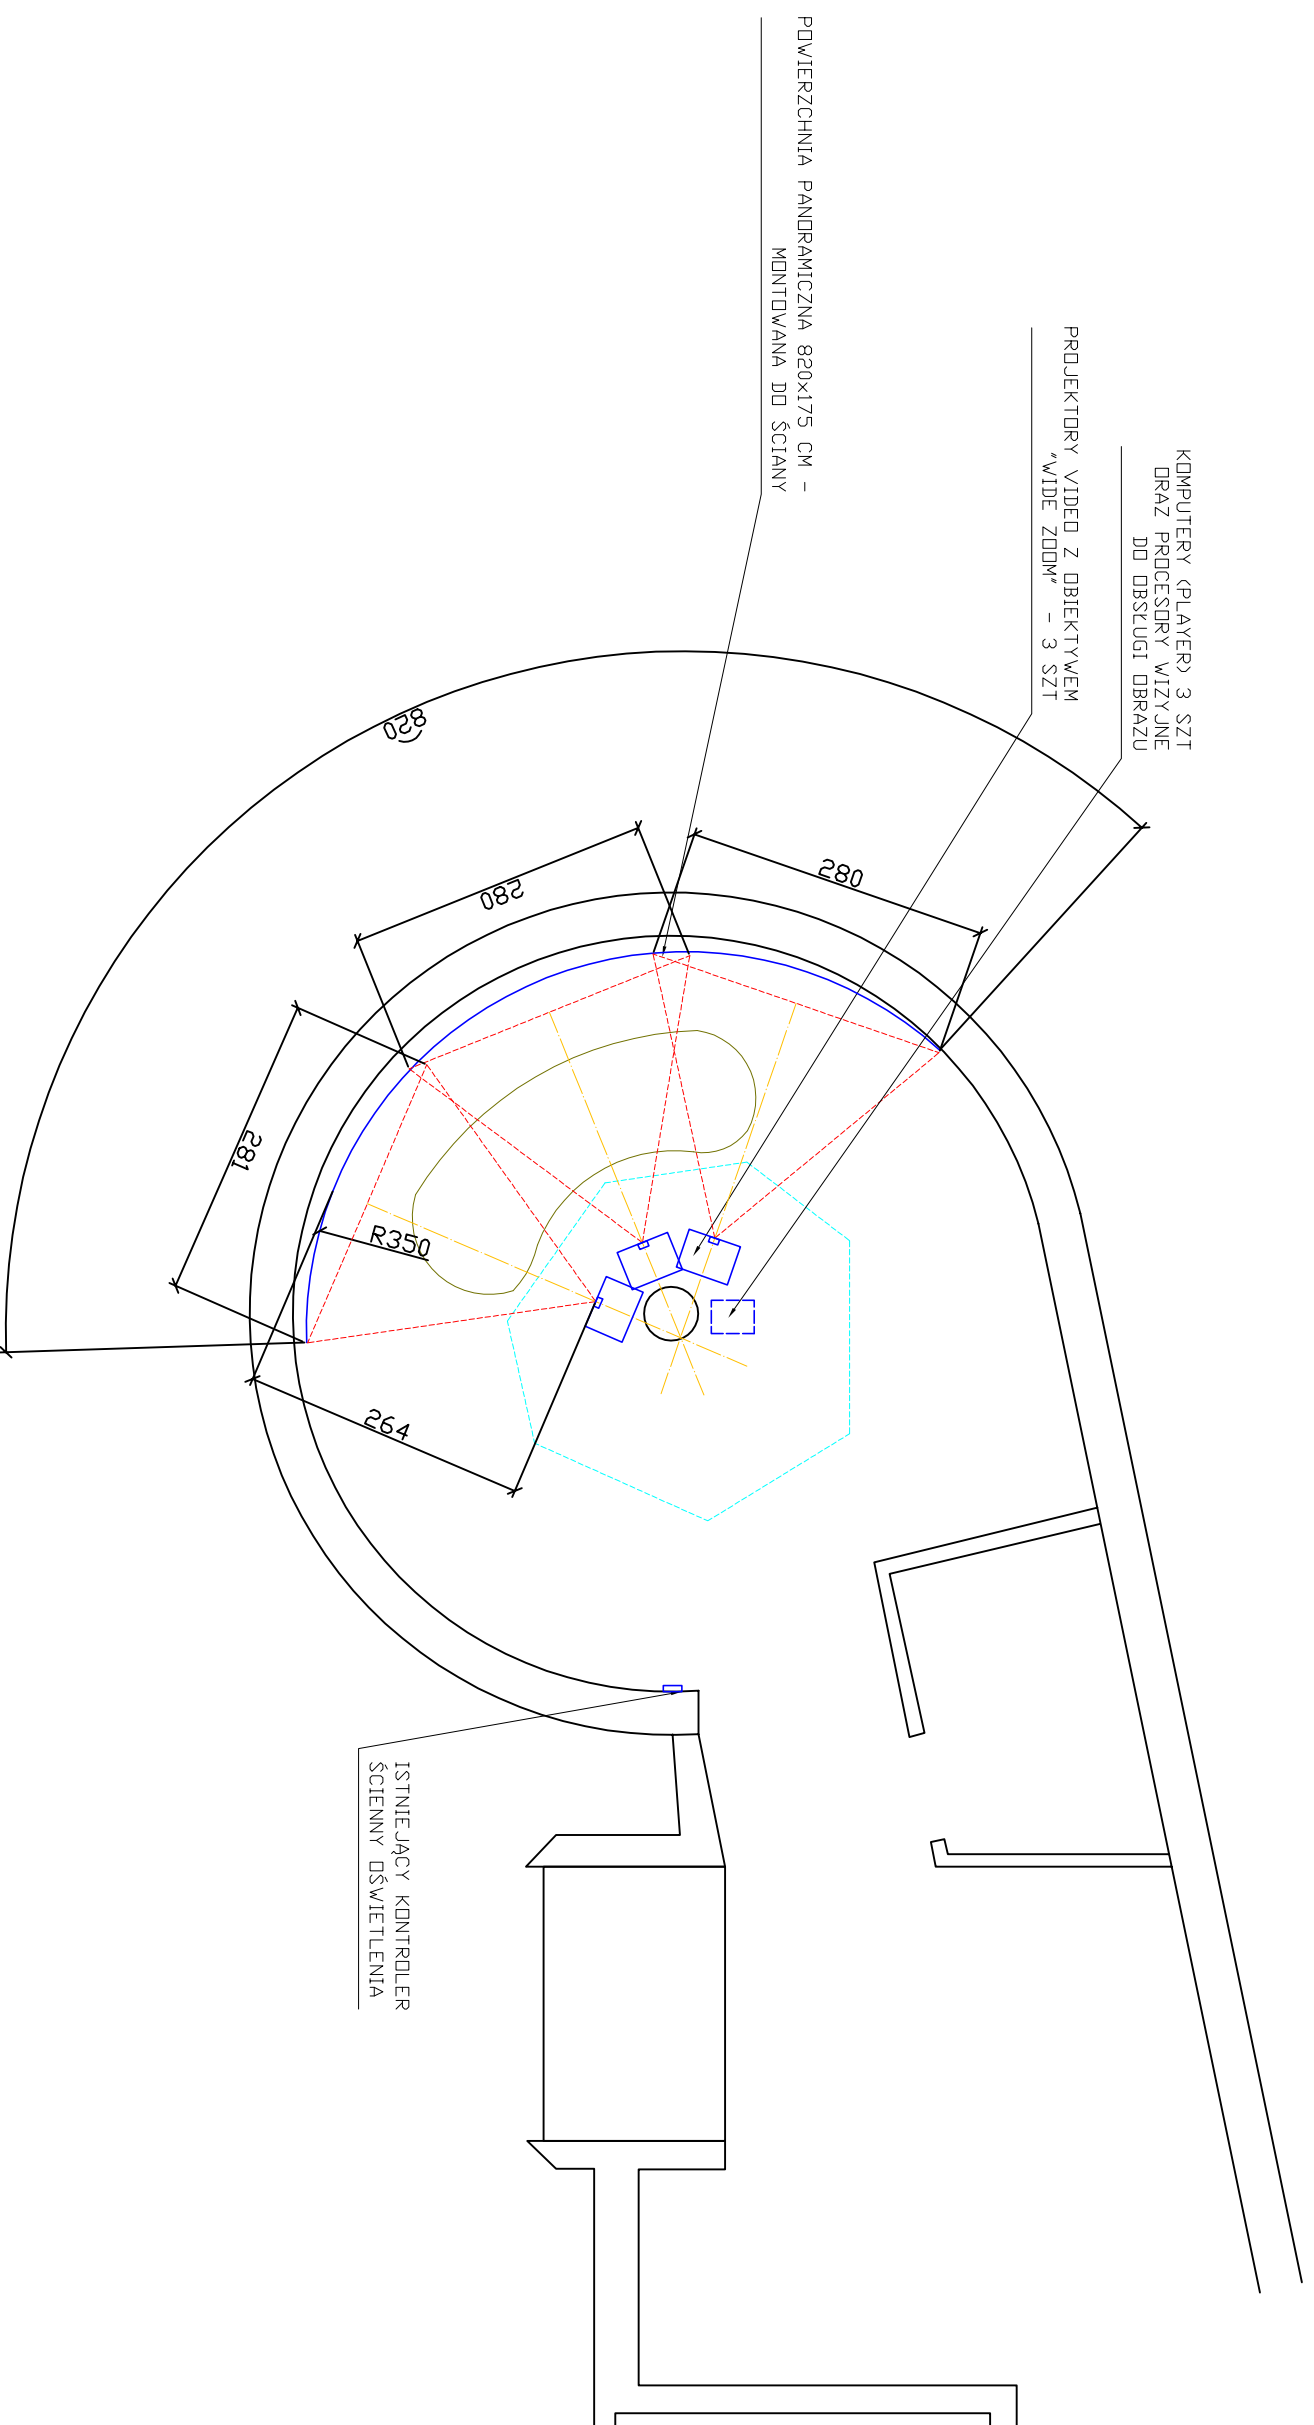 KOMPUTERY (PLAYER) 3 SZT
ORAZ PROCESORY WIZYJNE
DO OBSŁUGI OBRAZU
PROJEKTORY VIDEO Z OBIEKTYWEM
"WIDE ZOOM" - 3 SZT
POWIERZCHNIA PANORAMICZNA 820x175 CM -
MONTOWANA DO ŚCIANY
820
280
280
281
R350
264
ISTNIEJĄCY KONTROLER
ŚCIENNY OŚWIETLENIA